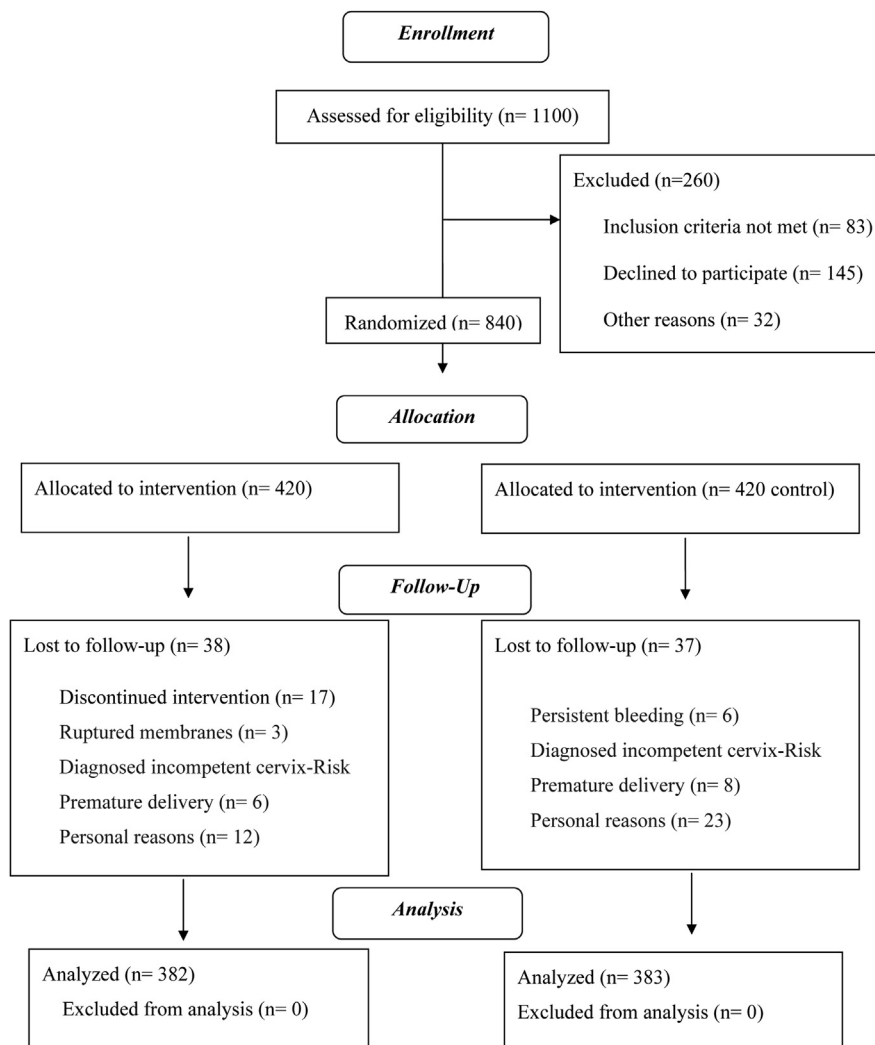 Enrollment
Assessed for eligibility (n= 1100)
Excluded (n=260)
Inclusion criteria not met (n= 83)
Declined to participate (n= 145)
Other reasons (n= 32)
Randomized (n= 840)
Allocation
Allocated to intervention (n= 420)
Allocated to intervention (n= 420 control)
Follow-Up
Lost to follow-up (n= 38)
Discontinued intervention (n= 17)
Ruptured membranes (n= 3)
Diagnosed incompetent cervix-Risk
Premature delivery (n= 6)
Personal reasons (n= 12)
Lost to follow-up (n= 37)
Persistent bleeding (n= 6)
Diagnosed incompetent cervix-Risk
Premature delivery (n= 8)
Personal reasons (n= 23)
Analysis
Analyzed (n= 382)
Excluded from analysis (n= 0)
Analyzed (n= 383)
Excluded from analysis (n= 0)